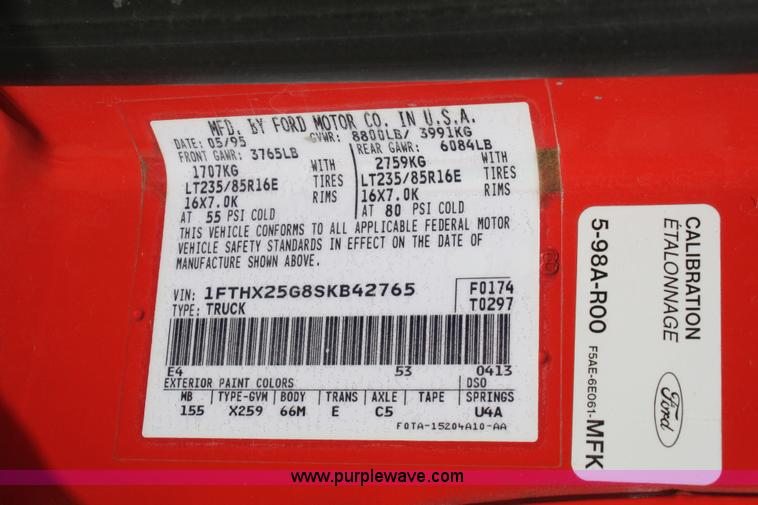 MFD. BY FORD MOTOR CO. IN U.S.A.
DATE: 05/95 GVWR: 8800LB/ 3991KG
FRONT GAWR: 3765LB REAR GAWR: 6084LB
1707KG WITH 2759KG WITH
LT235/85R16E TIRES LT235/85R16E TIRES
16X7.0K RIMS 16X7.0K RIMS
AT 55 PSI COLD AT 80 PSI COLD
THIS VEHICLE CONFORMS TO ALL APPLICABLE FEDERAL MOTOR
VEHICLE SAFETY STANDARDS IN EFFECT ON THE DATE OF
MANUFACTURE SHOWN ABOVE.
VIN: 1FTHX25G8SKB42765 F0174
TYPE: TRUCK T0297
E4 53 0413
EXTERIOR PAINT COLORS DSO
WB TYPE-GVM BODY TRANS AXLE TAPE SPRINGS
155 X259 66M E C5 U4A
F0TA-15204A10-AA
CALIBRATION
ÉTALONNAGE
5-98A-R00
F5AE-6E061-MFK
Ford
www.purplewave.com